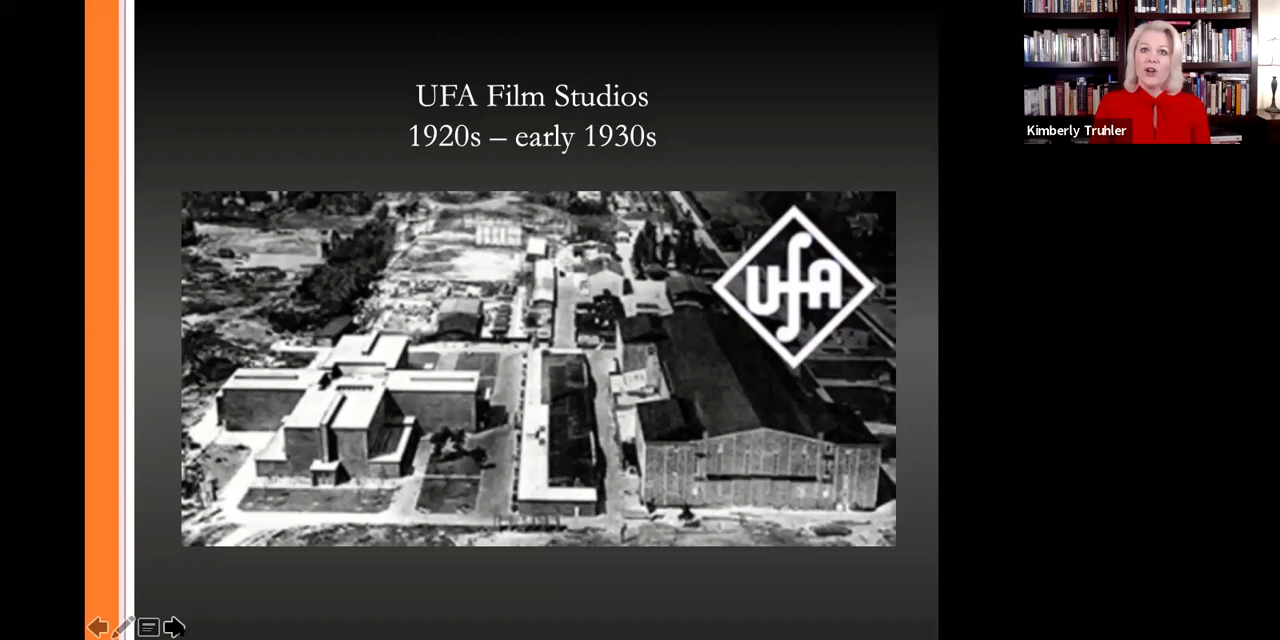 UFA Film Studios
1920s – early 1930s
UfA
Kimberly Truhler